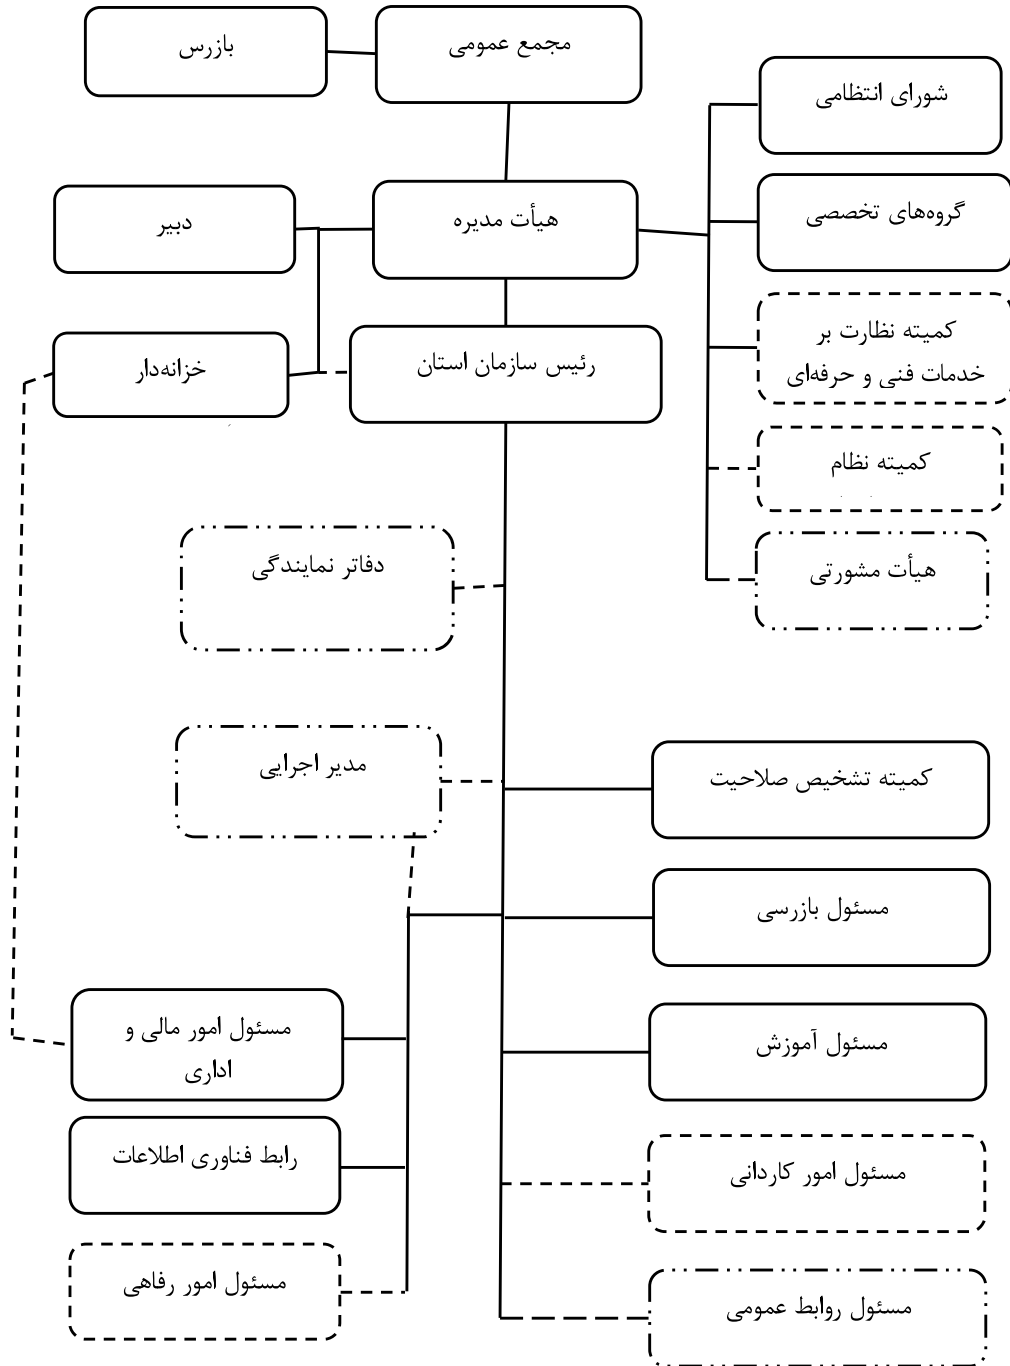 مجمع عمومی
بازرس
شورای انتظامی
هیأت مدیره
گروه‌های تخصصی
دبیر
کمیته نظارت بر
خدمات فنی و حرفه‌ای
رئیس سازمان استان
خزانه‌دار
کمیته نظام
هیأت مشورتی
دفاتر نمایندگی
کمیته تشخیص صلاحیت
مدیر اجرایی
مسئول بازرسی
مسئول آموزش
مسئول امور مالی و
اداری
مسئول امور کاردانی
رابط فناوری اطلاعات
مسئول روابط عمومی
مسئول امور رفاهی